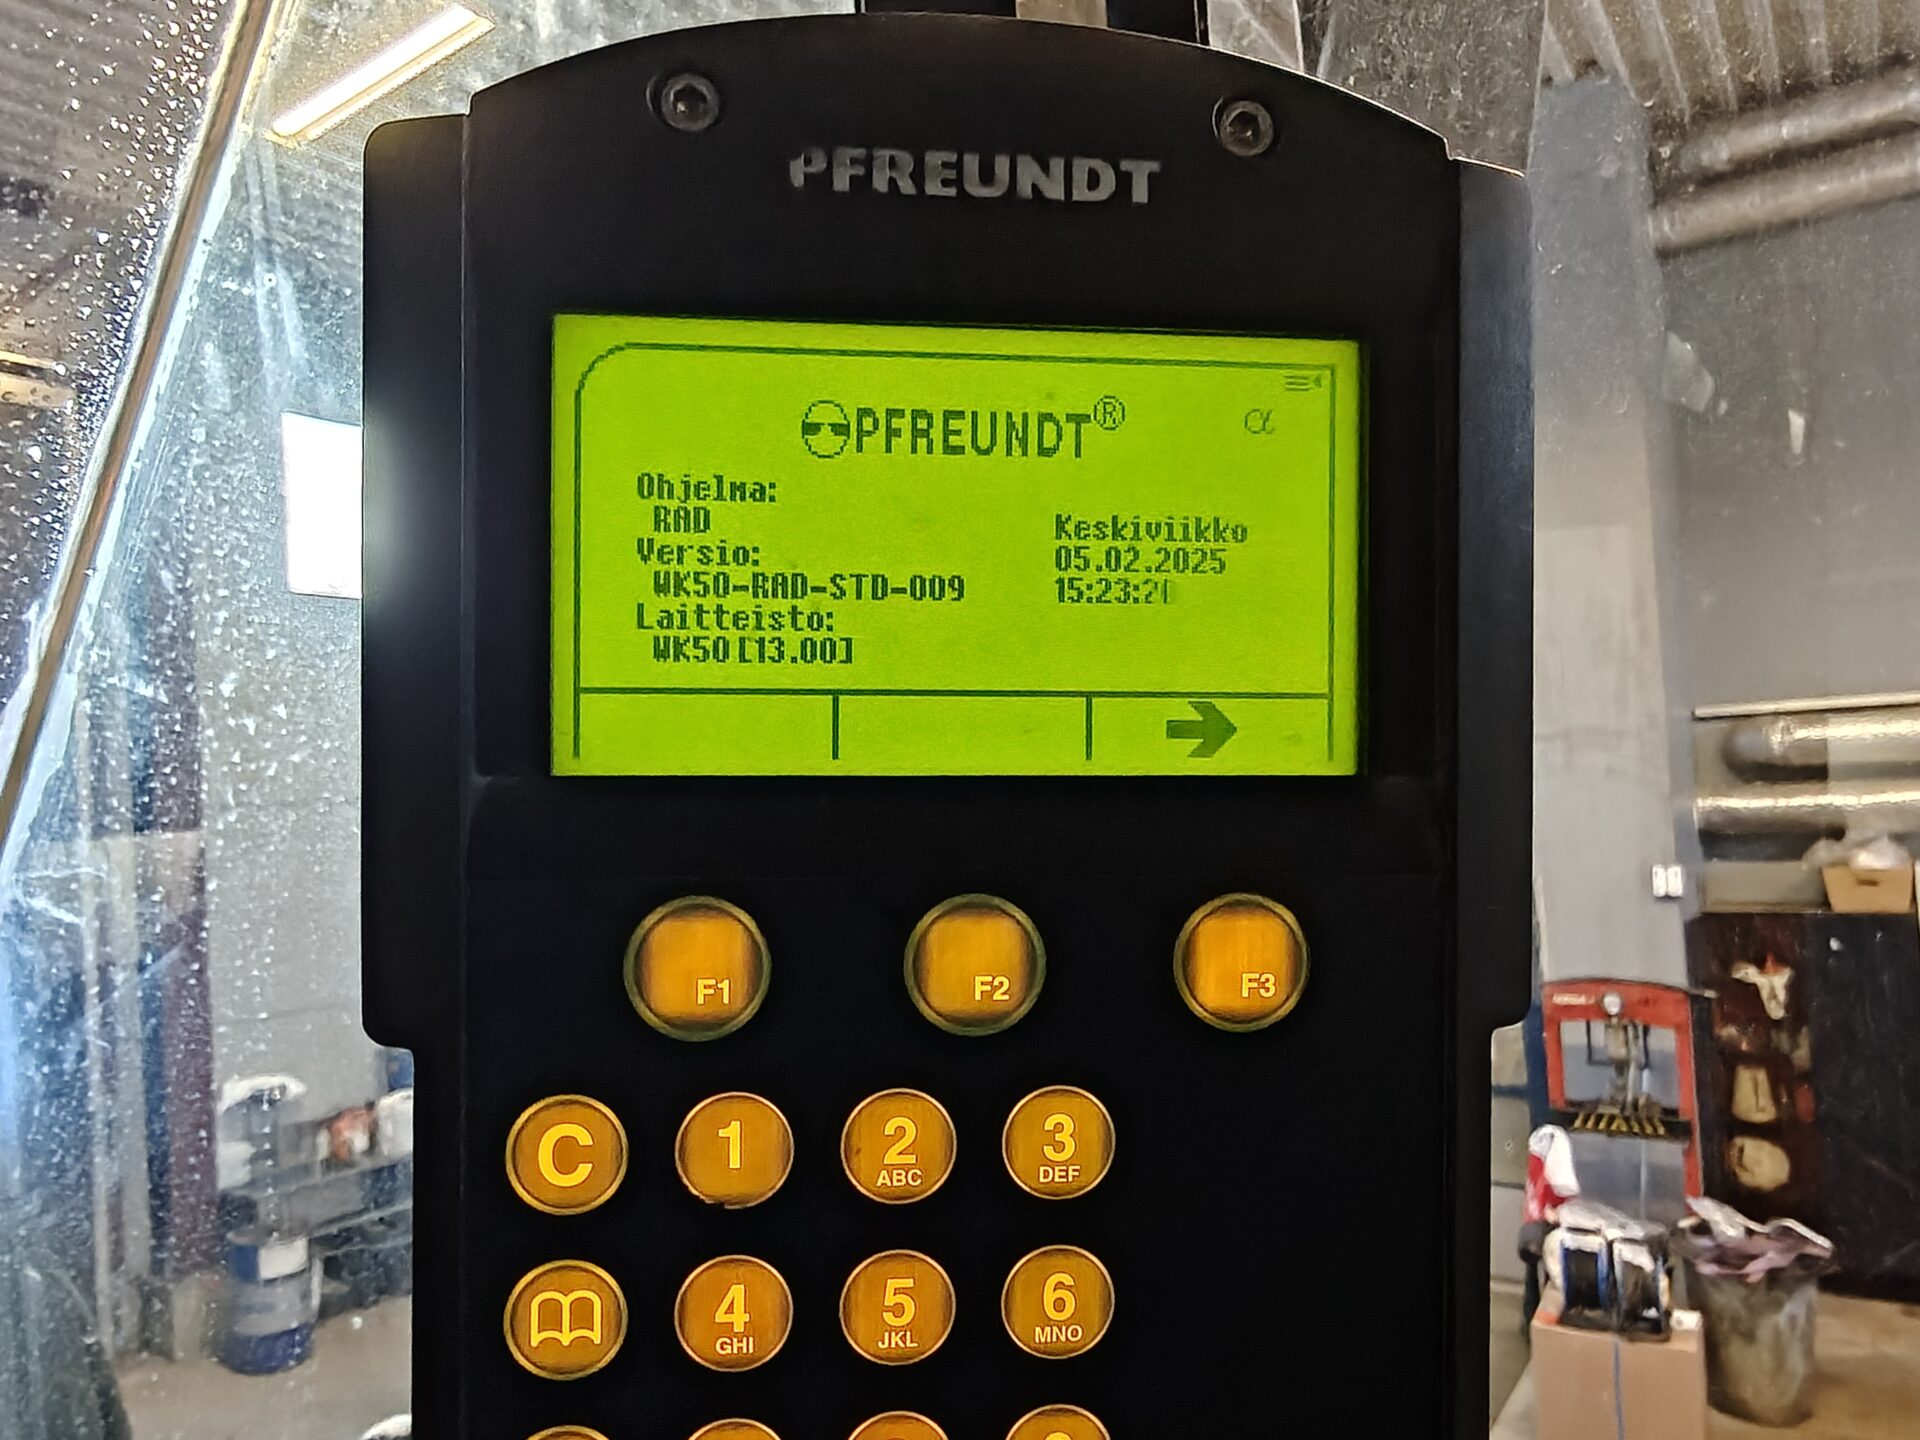 PFREUNDT
PFREUNDT®
α
Ohjelma:
RAD
Versio:
WK50-RAD-STD-009
Laitteisto:
WK50 [13.00]
Keskiviikko
05.02.2025
F1 F2 F3
C 1 2 3
ABC DEF
4 5 6
GHI JKL MNO